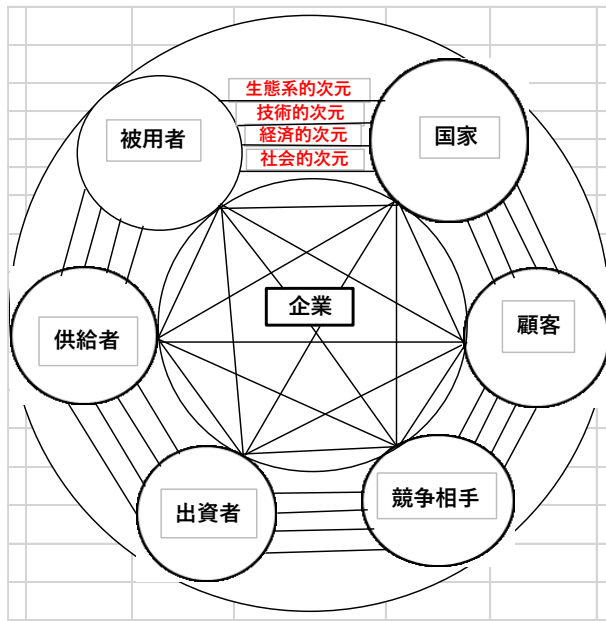 生態系的次元
技術的次元
経済的次元
社会的次元
被用者
国家
企業
供給者
顧客
出資者
競争相手